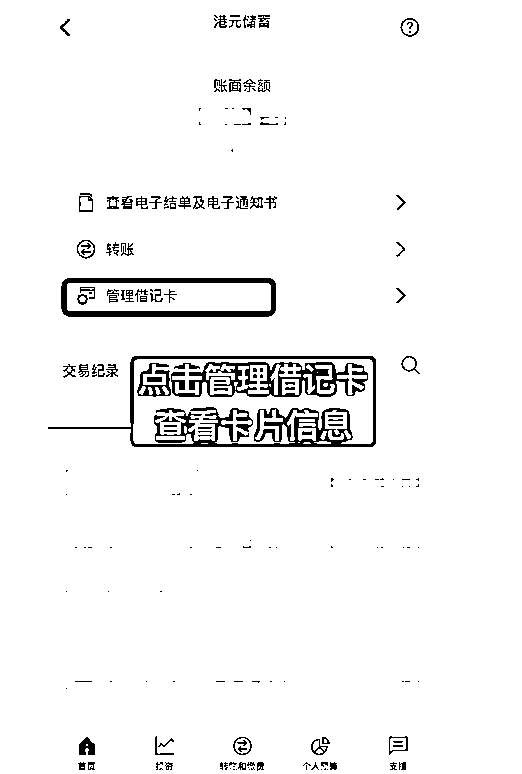 港元储蓄
账面余额
查看电子结单及电子通知书
转账
管理借记卡
交易纪录
点击管理借记卡
查看卡片信息
首页
投资
转账和缴费
个人票簿
支援